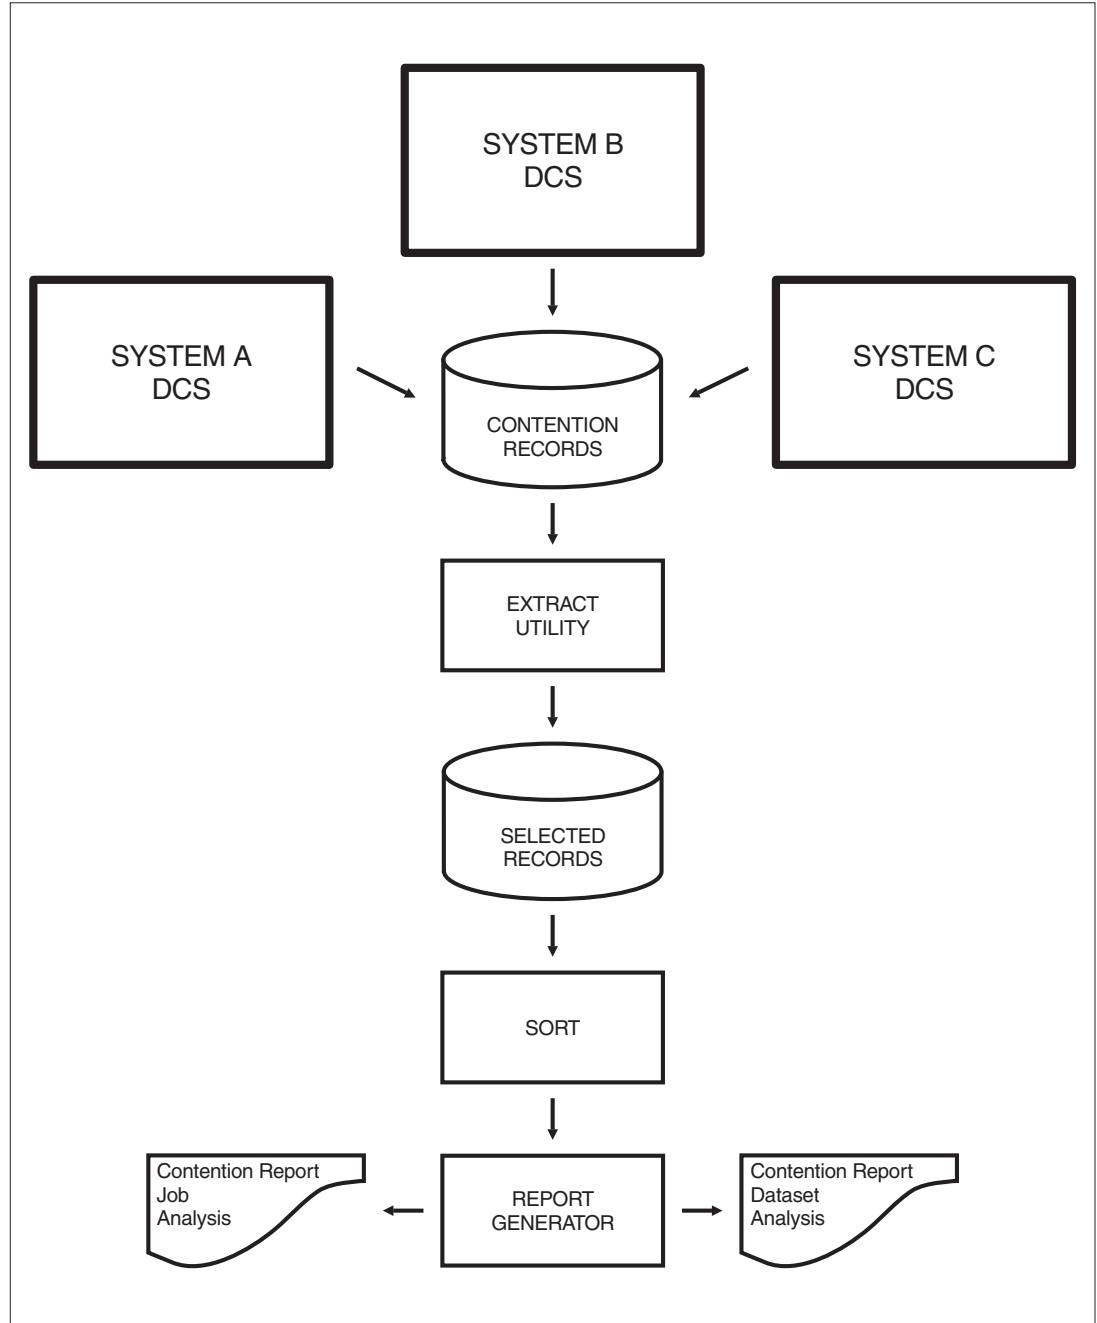 SYSTEM B
DCS
SYSTEM A
DCS
SYSTEM C
DCS
CONTENTION
RECORDS
EXTRACT
UTILITY
SELECTED
RECORDS
SORT
Contention Report
Job
Analysis
REPORT
GENERATOR
Contention Report
Dataset
Analysis